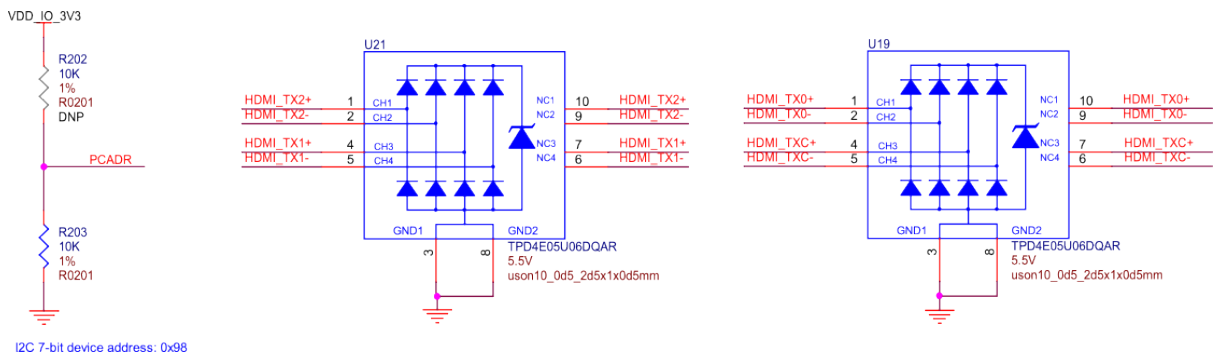 VDD_IO_3V3
R202
10K
1%
R0201
DNP
PCADR
R203
10K
1%
R0201
I2C 7-bit device address: 0x98
U21
HDMI_TX2+ 1 CH1 NC1 10 HDMI_TX2+
HDMI_TX2- 2 CH2 NC2 9 HDMI_TX2-
HDMI_TX1+ 4 CH3 NC3 7 HDMI_TX1+
HDMI_TX1- 5 CH4 NC4 6 HDMI_TX1-
GND1 GND2
3 8
TPD4E05U06DQAR
5.5V
uson10_0d5_2d5x1x0d5mm
U19
HDMI_TX0+ 1 CH1 NC1 10 HDMI_TX0+
HDMI_TX0- 2 CH2 NC2 9 HDMI_TX0-
HDMI_TXC+ 4 CH3 NC3 7 HDMI_TXC+
HDMI_TXC- 5 CH4 NC4 6 HDMI_TXC-
GND1 GND2
3 8
TPD4E05U06DQAR
5.5V
uson10_0d5_2d5x1x0d5mm